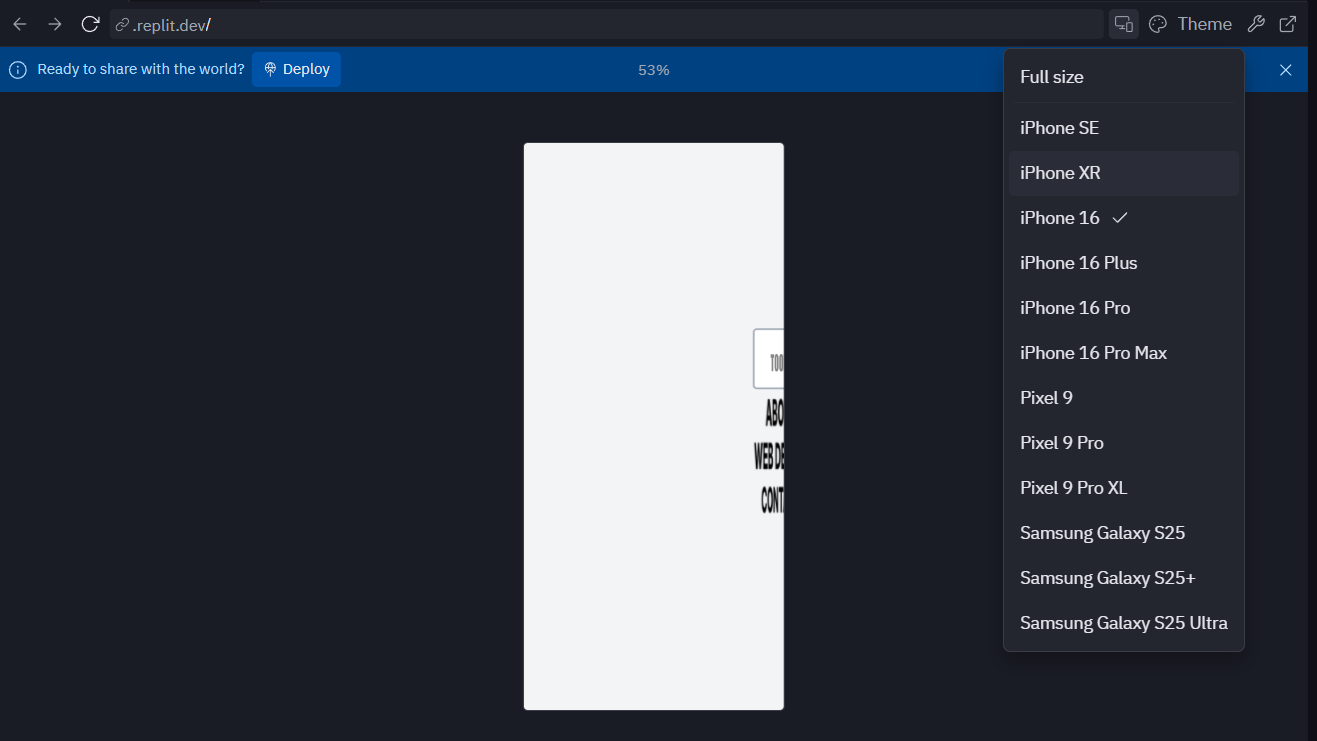 .replit.dev/
Theme
Ready to share with the world?
Deploy
53%
Full size
iPhone SE
iPhone XR
iPhone 16
iPhone 16 Plus
iPhone 16 Pro
iPhone 16 Pro Max
Pixel 9
Pixel 9 Pro
Pixel 9 Pro XL
Samsung Galaxy S25
Samsung Galaxy S25+
Samsung Galaxy S25 Ultra
TOO
ABO
WEB DE
CONT